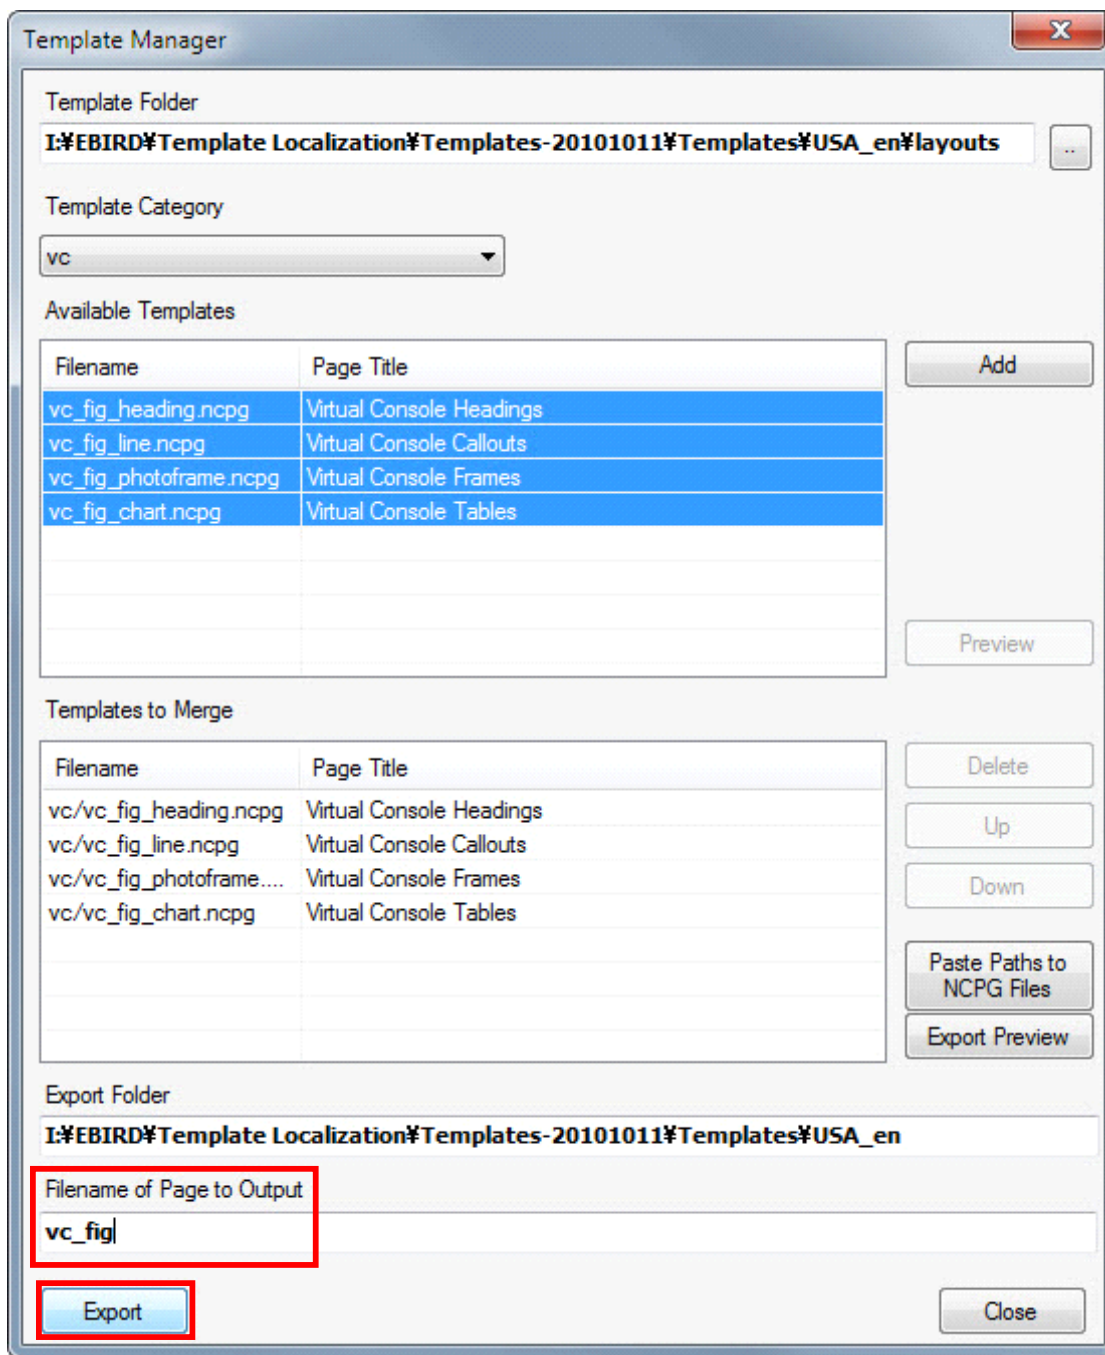 Template Manager
Template Folder
I:¥EBIRD¥Template Localization¥Templates-20101011¥Templates¥USA_en¥layouts
..
Template Category
vc
Available Templates
Filename Page Title
Add
vc_fig_heading.ncpg Virtual Console Headings
vc_fig_line.ncpg Virtual Console Callouts
vc_fig_photoframe.ncpg Virtual Console Frames
vc_fig_chart.ncpg Virtual Console Tables
Preview
Templates to Merge
Filename Page Title
Delete
vc/vc_fig_heading.ncpg Virtual Console Headings
Up
vc/vc_fig_line.ncpg Virtual Console Callouts
vc/vc_fig_photoframe.... Virtual Console Frames
Down
vc/vc_fig_chart.ncpg Virtual Console Tables
Paste Paths to
NCPG Files
Export Preview
Export Folder
I:¥EBIRD¥Template Localization¥Templates-20101011¥Templates¥USA_en
Filename of Page to Output
vc_fig
Export
Close